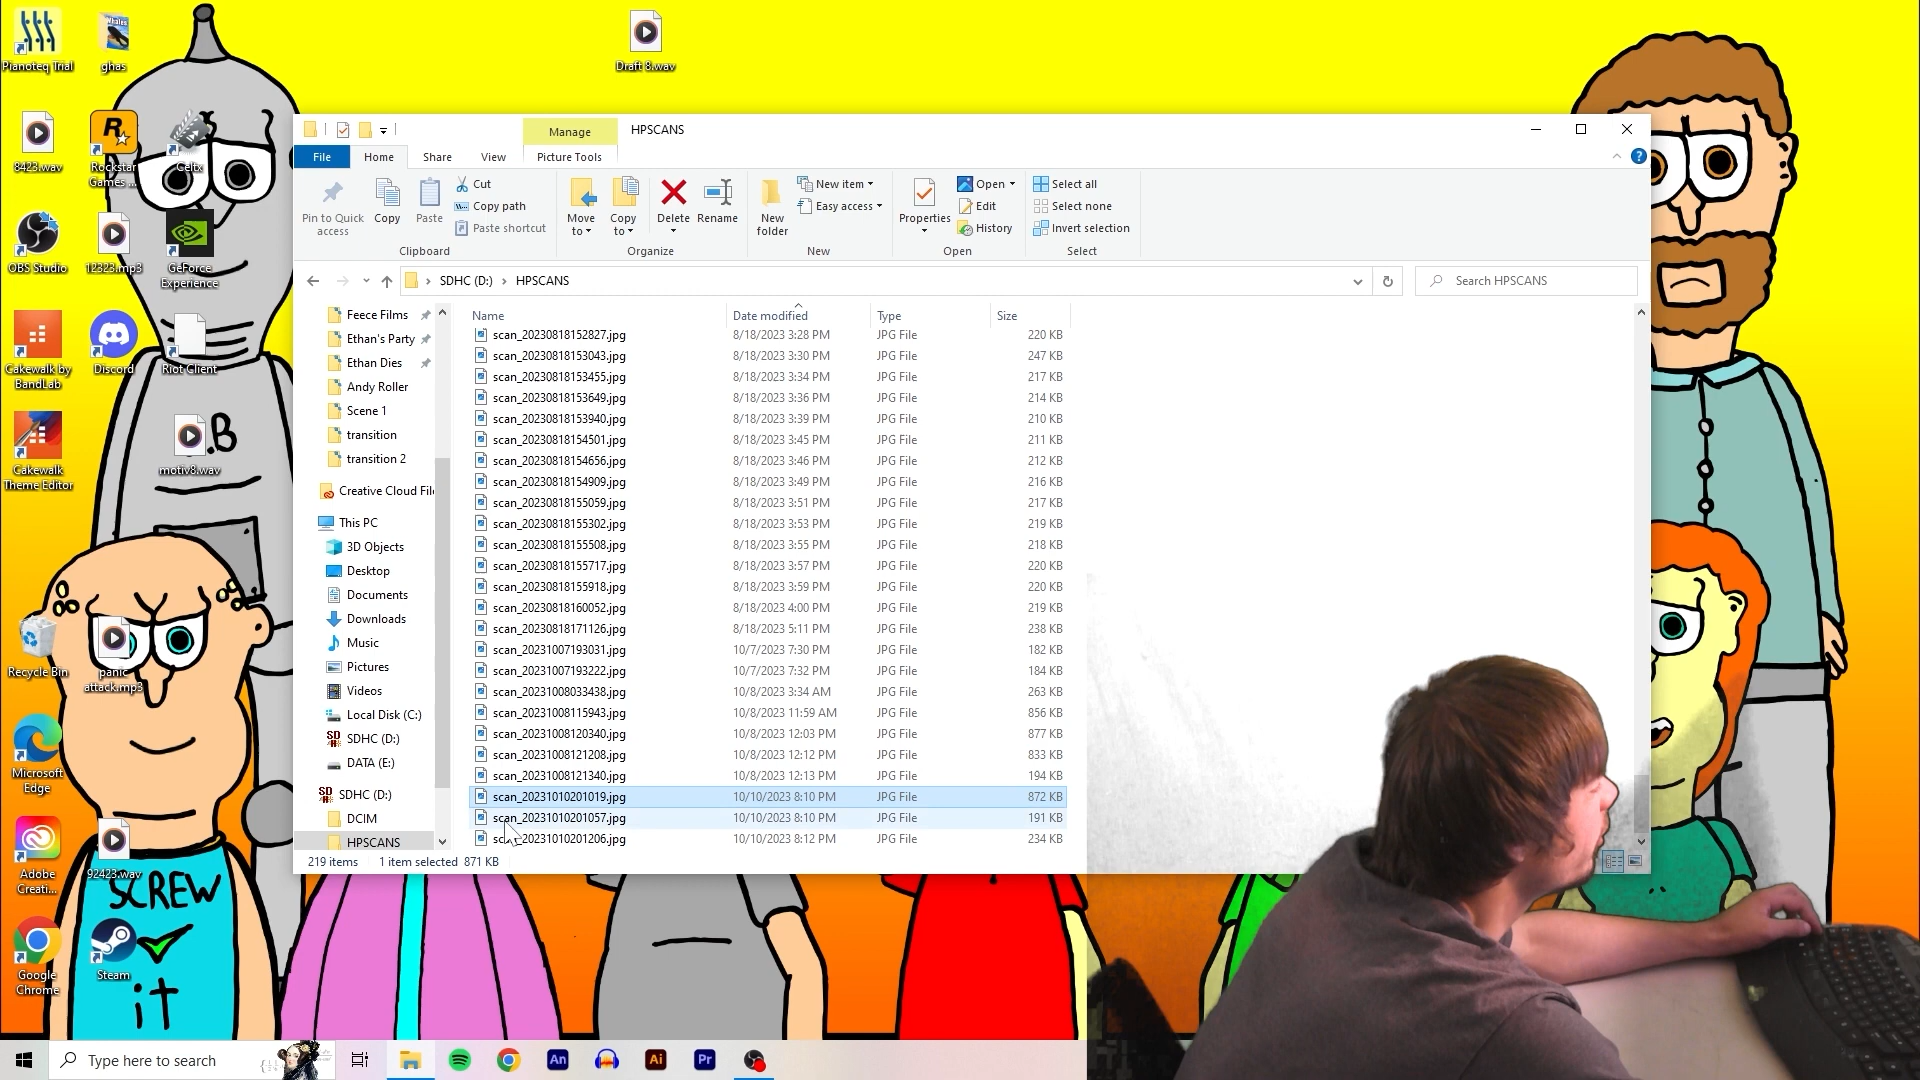 Pianoteq Trial
ghas
Draft 8.wav
8423.wav
Rockstar Games ...
Celtx
OBS Studio
12323.mp3
GeForce Experience
Cakewalk by BandLab
Discord
Riot Client
Cakewalk Theme Editor
motiv8.wav
.B
Recycle Bin
panic attack.mp3
Microsoft Edge
Adobe Creati...
92423.wav
Google Chrome
Steam
SCREW
it
Manage
HPSCANS
File
Home
Share
View
Picture Tools
Pin to Quick access
Copy
Paste
Cut
Copy path
Paste shortcut
Clipboard
Move to
Copy to
Delete
Rename
Organize
New folder
New item
Easy access
New
Properties
Open
Edit
History
Open
Select all
Select none
Invert selection
Select
SDHC (D:)
HPSCANS
Search HPSCANS
Feece Films
Ethan's Party
Ethan Dies
Andy Roller
Scene 1
transition
transition 2
Creative Cloud File
This PC
3D Objects
Desktop
Documents
Downloads
Music
Pictures
Videos
Local Disk (C:)
SDHC (D:)
DATA (E:)
SDHC (D:)
DCIM
HPSCANS
Name Date modified Type Size
scan_20230818152827.jpg 8/18/2023 3:28 PM JPG File 220 KB
scan_20230818153043.jpg 8/18/2023 3:30 PM JPG File 247 KB
scan_20230818153455.jpg 8/18/2023 3:34 PM JPG File 217 KB
scan_20230818153649.jpg 8/18/2023 3:36 PM JPG File 214 KB
scan_20230818153940.jpg 8/18/2023 3:39 PM JPG File 210 KB
scan_20230818154501.jpg 8/18/2023 3:45 PM JPG File 211 KB
scan_20230818154656.jpg 8/18/2023 3:46 PM JPG File 212 KB
scan_20230818154909.jpg 8/18/2023 3:49 PM JPG File 216 KB
scan_20230818155059.jpg 8/18/2023 3:51 PM JPG File 217 KB
scan_20230818155302.jpg 8/18/2023 3:53 PM JPG File 219 KB
scan_20230818155508.jpg 8/18/2023 3:55 PM JPG File 218 KB
scan_20230818155717.jpg 8/18/2023 3:57 PM JPG File 220 KB
scan_20230818155918.jpg 8/18/2023 3:59 PM JPG File 220 KB
scan_20230818160052.jpg 8/18/2023 4:00 PM JPG File 219 KB
scan_20230818171126.jpg 8/18/2023 5:11 PM JPG File 238 KB
scan_20231007193031.jpg 10/7/2023 7:30 PM JPG File 182 KB
scan_20231007193222.jpg 10/7/2023 7:32 PM JPG File 184 KB
scan_20231008033438.jpg 10/8/2023 3:34 AM JPG File 263 KB
scan_20231008115943.jpg 10/8/2023 11:59 AM JPG File 856 KB
scan_20231008120340.jpg 10/8/2023 12:03 PM JPG File 877 KB
scan_20231008121208.jpg 10/8/2023 12:12 PM JPG File 833 KB
scan_20231008121340.jpg 10/8/2023 12:13 PM JPG File 194 KB
scan_20231010201019.jpg 10/10/2023 8:10 PM JPG File 872 KB
scan_20231010201057.jpg 10/10/2023 8:10 PM JPG File 191 KB
scan_20231010201206.jpg 10/10/2023 8:12 PM JPG File 234 KB
219 items 1 item selected 871 KB
Type here to search
An
Ai
Pr